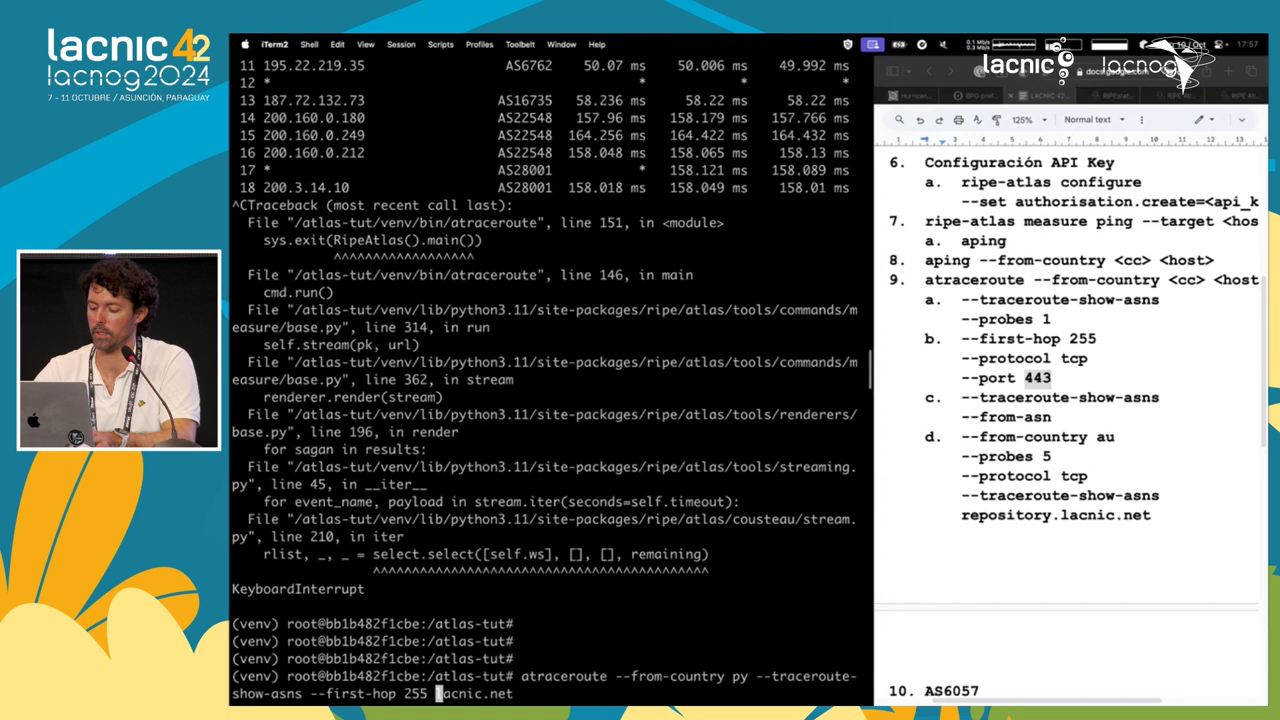 lacnic 42
lacnog2024
7 - 11 OCTUBRE / ASUNCIÓN, PARAGUAY
iTerm2 Shell Edit View Session Scripts Profiles Toolbelt Window Help
17:57
lacnic
lacnog
docs.google.com
LACNIC 42
125%
Normal text
11 195.22.219.35 AS6762 50.07 ms 50.006 ms 49.992 ms
12 * * * *
13 187.72.132.73 AS16735 58.236 ms 58.22 ms 58.22 ms
14 200.160.0.180 AS22548 157.96 ms 158.179 ms 157.766 ms
15 200.160.0.249 AS22548 164.256 ms 164.422 ms 164.432 ms
16 200.160.0.212 AS22548 158.048 ms 158.065 ms 158.13 ms
17 * AS28001 * 158.121 ms 158.089 ms
18 200.3.14.10 AS28001 158.018 ms 158.049 ms 158.01 ms
^CTraceback (most recent call last):
File "/atlas-tut/venv/bin/atraceroute", line 151, in <module>
sys.exit(RipeAtlas().main())
^^^^^^^^^^^^^^^^^^
File "/atlas-tut/venv/bin/atraceroute", line 146, in main
cmd.run()
File "/atlas-tut/venv/lib/python3.11/site-packages/ripe/atlas/tools/commands/m
easure/base.py", line 314, in run
self.stream(pk, url)
File "/atlas-tut/venv/lib/python3.11/site-packages/ripe/atlas/tools/commands/m
easure/base.py", line 362, in stream
renderer.render(stream)
File "/atlas-tut/venv/lib/python3.11/site-packages/ripe/atlas/tools/renderers/
base.py", line 196, in render
for sagan in results:
File "/atlas-tut/venv/lib/python3.11/site-packages/ripe/atlas/tools/streaming.
py", line 45, in __iter__
for event_name, payload in stream.iter(seconds=self.timeout):
File "/atlas-tut/venv/lib/python3.11/site-packages/ripe/atlas/cousteau/stream.
py", line 210, in iter
rlist, _, _ = select.select([self.ws], [], [], remaining)
^^^^^^^^^^^^^^^^^^^^^^^^^^^^^^^^^^^^^^^^^^^
KeyboardInterrupt
(venv) root@bb1b482f1cbe:/atlas-tut#
(venv) root@bb1b482f1cbe:/atlas-tut#
(venv) root@bb1b482f1cbe:/atlas-tut#
(venv) root@bb1b482f1cbe:/atlas-tut# atraceroute --from-country py --traceroute-
show-asns --first-hop 255 lacnic.net
6. Configuración API Key
a. ripe-atlas configure
--set authorisation.create=<api_k
7. ripe-atlas measure ping --target <hos
a. aping
8. aping --from-country <cc> <host>
9. atraceroute --from-country <cc> <host
a. --traceroute-show-asns
--probes 1
b. --first-hop 255
--protocol tcp
--port 443
c. --traceroute-show-asns
--from-asn
d. --from-country au
--probes 5
--protocol tcp
--traceroute-show-asns
repository.lacnic.net
10. AS6057